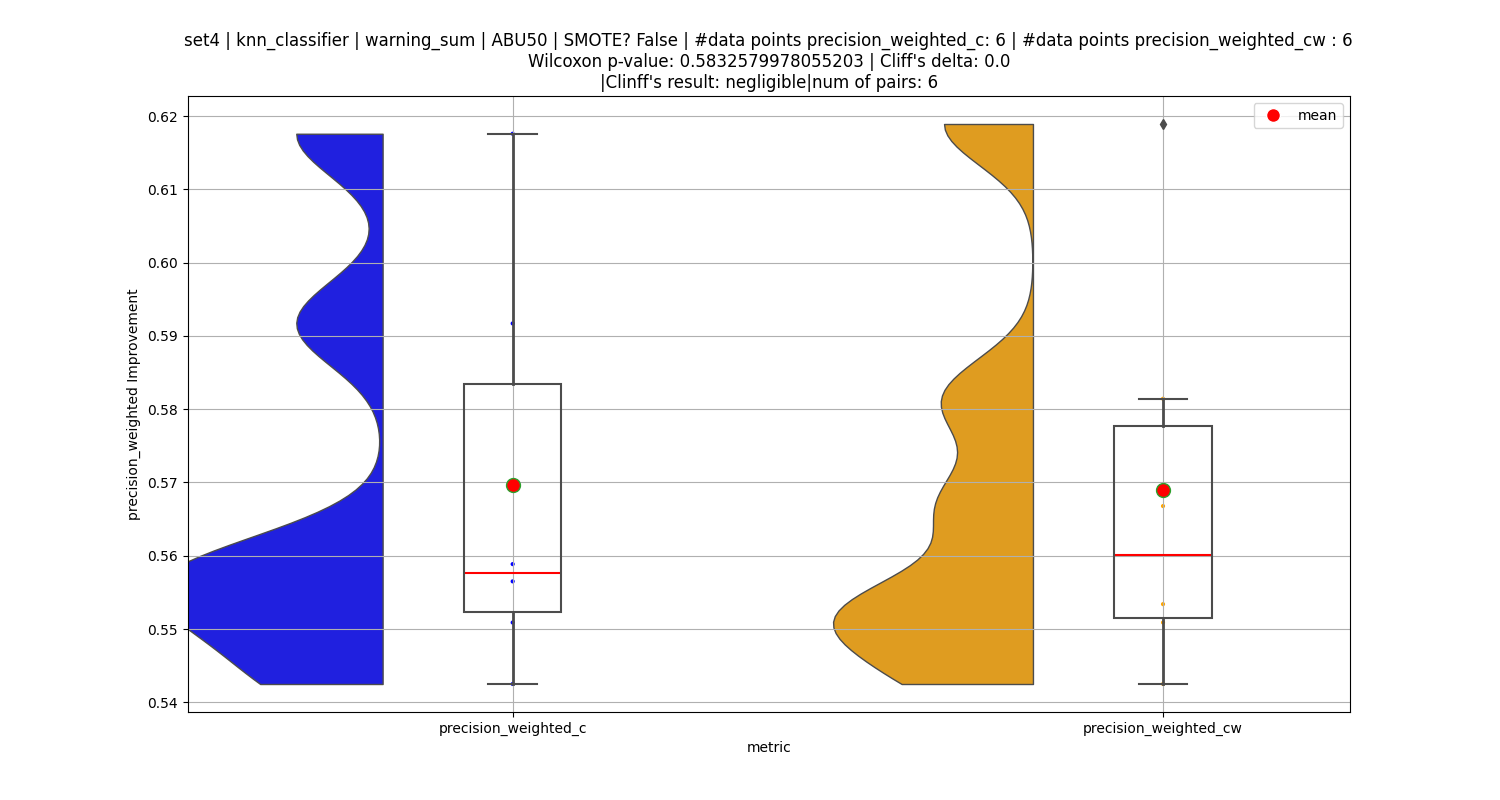 set4 | knn_classifier | warning_sum | ABU50 | SMOTE? False | #data points precision_weighted_c: 6 | #data points precision_weighted_cw : 6
Wilcoxon p-value: 0.5832579978055203 | Cliff's delta: 0.0
|Clinff's result: negligible|num of pairs: 6
mean
0.62
0.61
0.60
0.59
0.58
0.57
0.56
0.55
0.54
precision_weighted Improvement
precision_weighted_c
precision_weighted_cw
metric